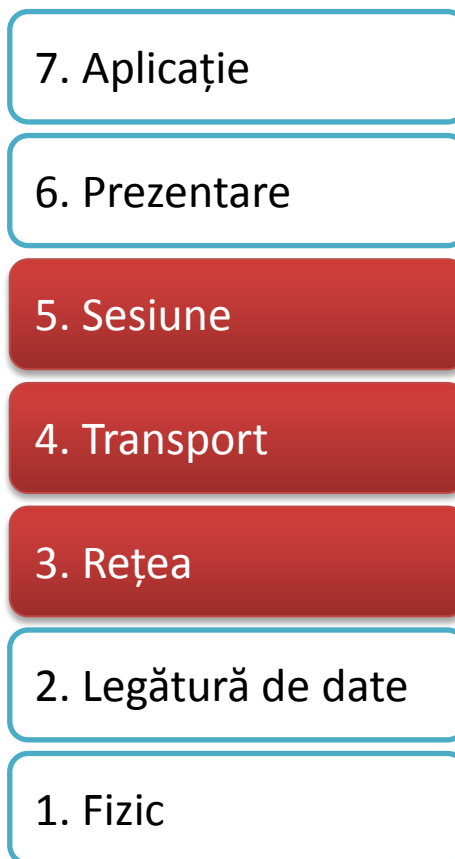 7. Aplicație
6. Prezentare
5. Sesiune
4. Transport
3. Rețea
2. Legătură de date
1. Fizic